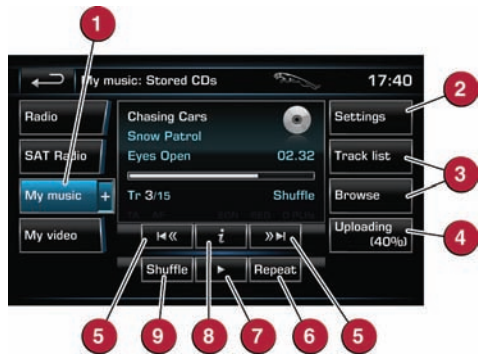 1
My music: Stored CDs
17:40
Radio
SAT Radio
My music +
My video
Chasing Cars
Snow Patrol
Eyes Open 02.32
Tr 3/15 Shuffle
Settings
Track list
Browse
Uploading
(40%)
2
3
4
i
Shuffle
Repeat
5
9
8
7
6
5